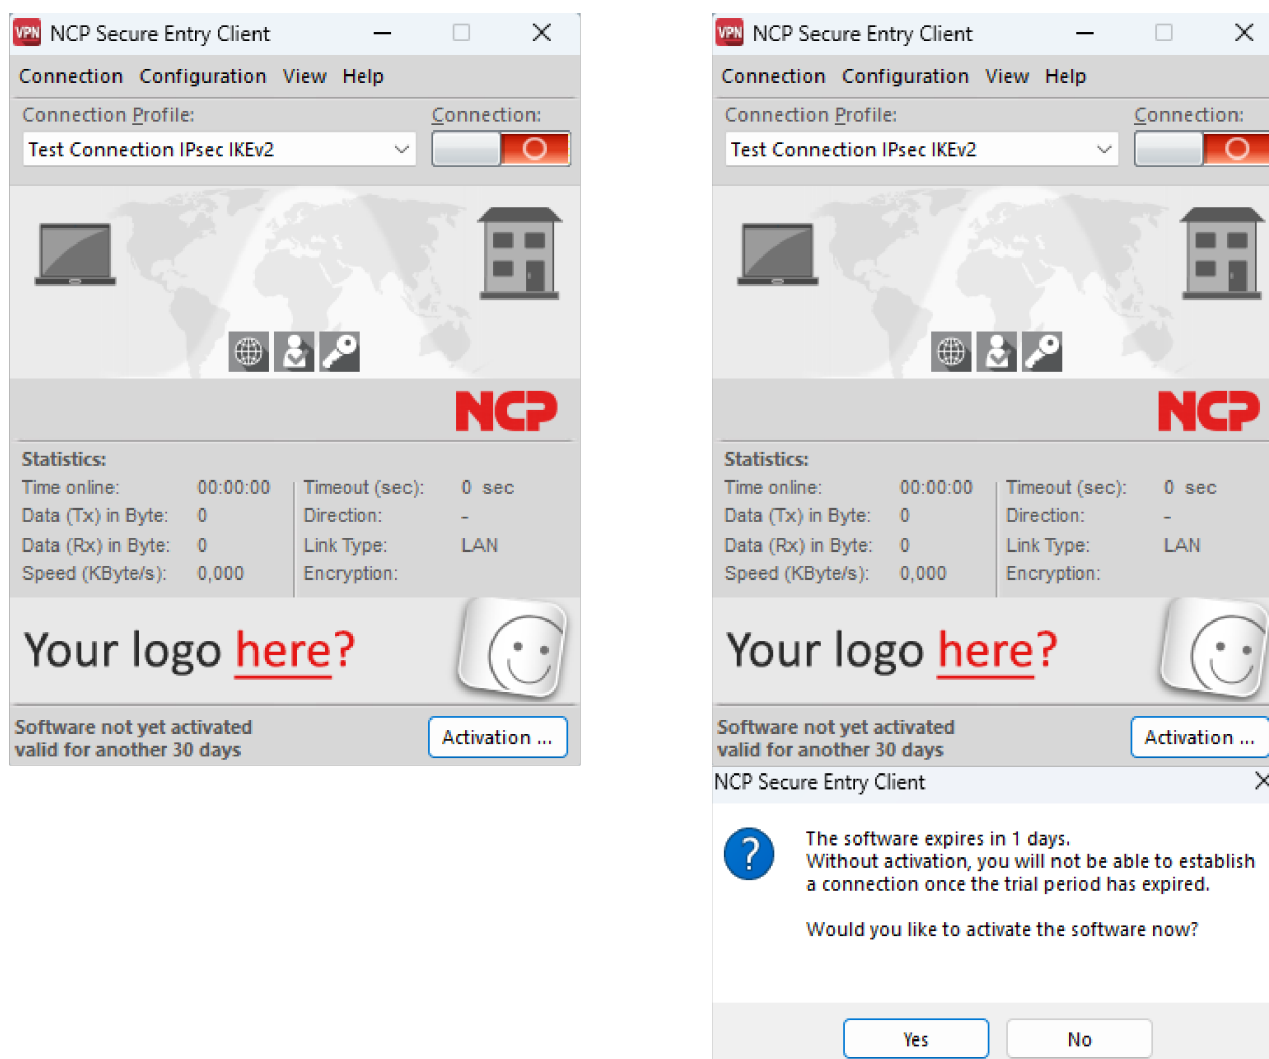 NCP Secure Entry Client
Connection Configuration View Help
Connection Profile: Connection:
Test Connection IPsec IKEv2
NCP
Statistics:
Time online: 00:00:00 Timeout (sec): 0 sec
Data (Tx) in Byte: 0 Direction: -
Data (Rx) in Byte: 0 Link Type: LAN
Speed (KByte/s): 0,000 Encryption:
Your logo here?
Software not yet activated
valid for another 30 days
Activation ...
NCP Secure Entry Client
Connection Configuration View Help
Connection Profile: Connection:
Test Connection IPsec IKEv2
NCP
Statistics:
Time online: 00:00:00 Timeout (sec): 0 sec
Data (Tx) in Byte: 0 Direction: -
Data (Rx) in Byte: 0 Link Type: LAN
Speed (KByte/s): 0,000 Encryption:
Your logo here?
Software not yet activated
valid for another 30 days
Activation ...
NCP Secure Entry Client
The software expires in 1 days.
Without activation, you will not be able to establish
a connection once the trial period has expired.
Would you like to activate the software now?
Yes No